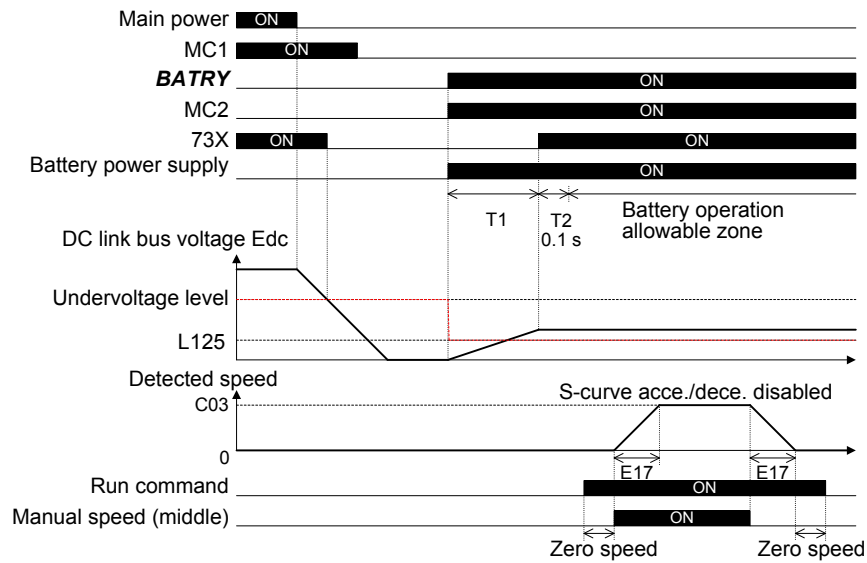 Main power
ON
MC1
ON
BATRY
ON
MC2
ON
73X
ON
ON
Battery power supply
ON
T1
T2
0.1 s
Battery operation
allowable zone
DC link bus voltage Edc
Undervoltage level
L125
Detected speed
S-curve acce./dece. disabled
C03
0
E17
E17
Run command
ON
Manual speed (middle)
ON
Zero speed
Zero speed